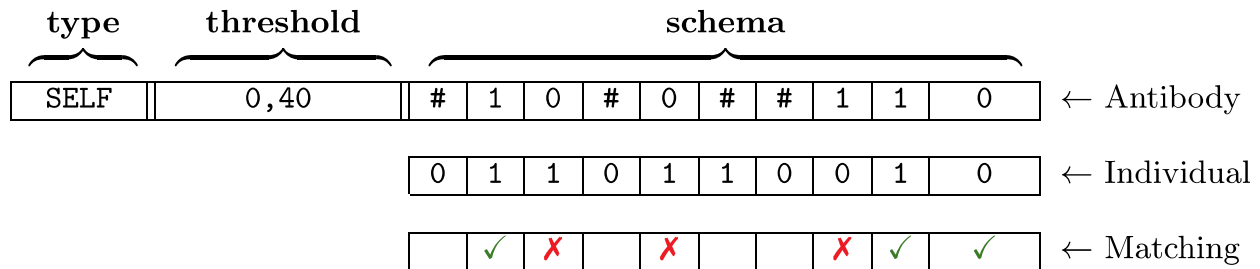 type threshold schema
SELF 0,40 # 1 0 # 0 # # 1 1 0 ← Antibody
0 1 1 0 1 1 0 0 1 0 ← Individual
✓ ✗ ✗ ✗ ✓ ✓ ← Matching